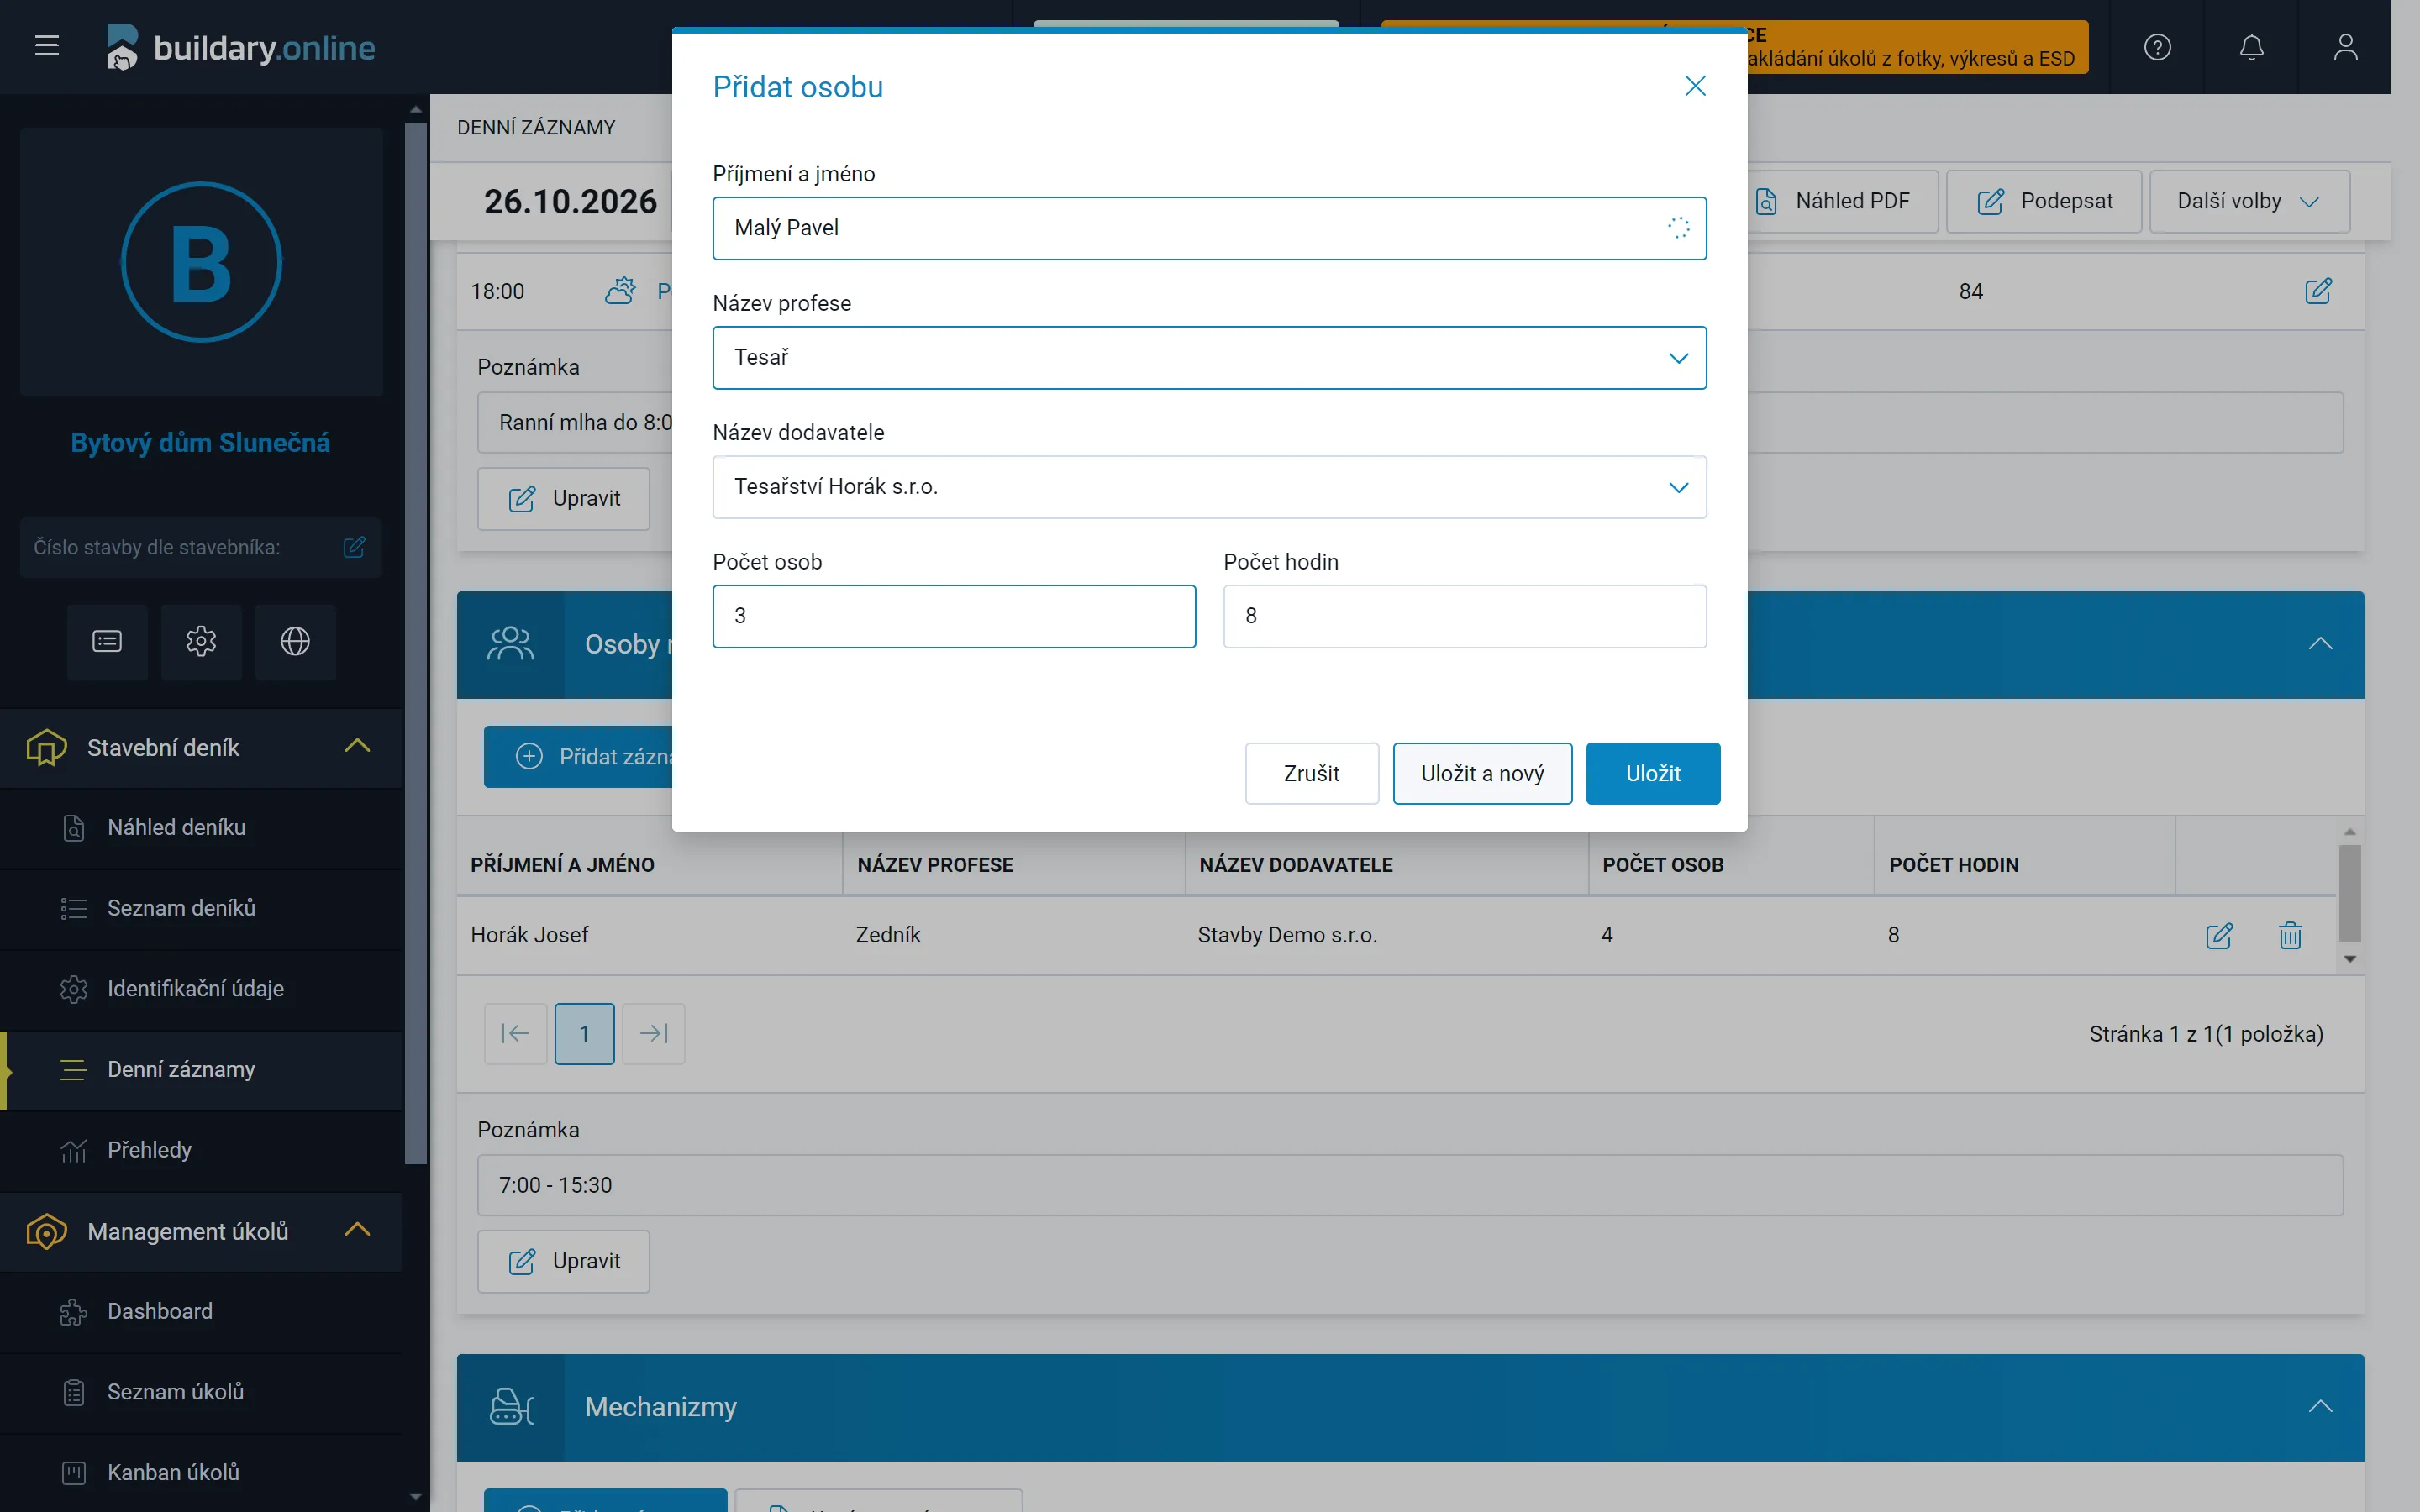 buildary.online
CE
akládání úkolů z fotky, výkresů a ESD
B
Bytový dům Slunečná
Číslo stavby dle stavebníka:
Stavební deník
Náhled deníku
Seznam deníků
Identifikační údaje
Denní záznamy
Přehledy
Management úkolů
Dashboard
Seznam úkolů
Kanban úkolů
DENNÍ ZÁZNAMY
26.10.2026
Náhled PDF
Podepsat
Další volby
18:00
P
84
Poznámka
Ranní mlha do 8:0
Upravit
Přidat osobu
Příjmení a jméno
Malý Pavel
Název profese
Tesař
Název dodavatele
Tesařství Horák s.r.o.
Počet osob
Počet hodin
3
8
Zrušit
Uložit a nový
Uložit
Osoby
Přidat zázn
PŘÍJMENÍ A JMÉNO
NÁZEV PROFESE
NÁZEV DODAVATELE
POČET OSOB
POČET HODIN
Horák Josef
Zedník
Stavby Demo s.r.o.
4
8
1
Stránka 1 z 1(1 položka)
Poznámka
7:00 - 15:30
Upravit
Mechanizmy